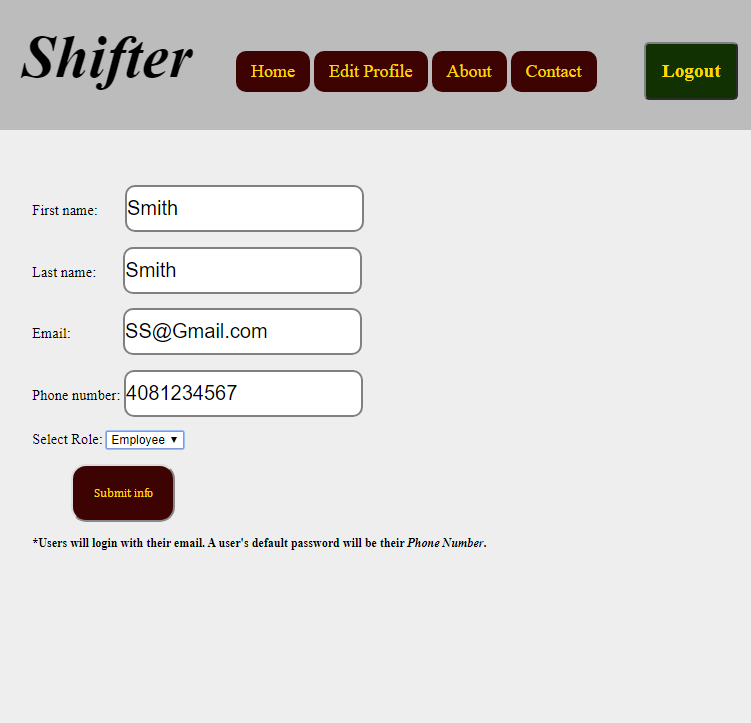 Shifter
Home Edit Profile About Contact Logout
First name: Smith
Last name: Smith
Email: SS@Gmail.com
Phone number: 4081234567
Select Role: Employee
Submit info
*Users will login with their email. A user's default password will be their Phone Number.